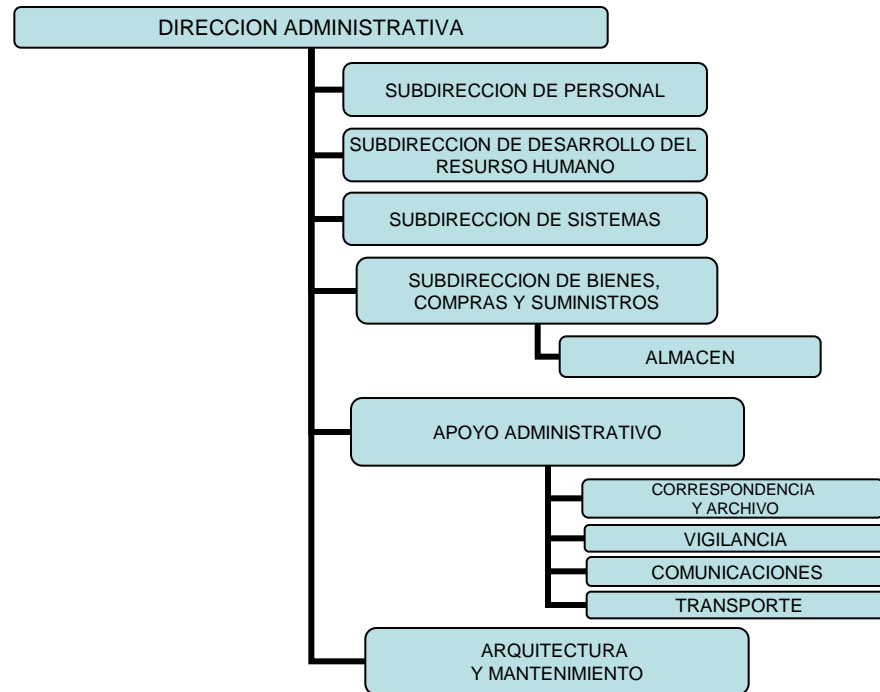 DIRECCION ADMINISTRATIVA
SUBDIRECCION DE PERSONAL
SUBDIRECCION DE DESARROLLO DEL
RESURSO HUMANO
SUBDIRECCION DE SISTEMAS
SUBDIRECCION DE BIENES,
COMPRAS Y SUMINISTROS
ALMACEN
APOYO ADMINISTRATIVO
CORRESPONDENCIA
Y ARCHIVO
VIGILANCIA
COMUNICACIONES
TRANSPORTE
ARQUITECTURA
Y MANTENIMIENTO